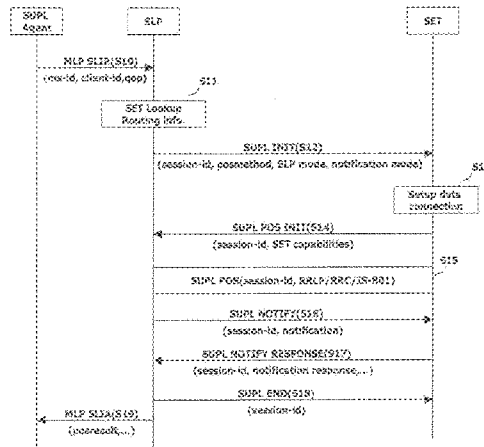 SUPL
Agent
SLP
SET
MLP SLIR(S10)
(ms-id, client-id,qop)
S11
SET Lookup
Routing info.
SUPL INIT(S12)
(session-id, posmethod, SLP mode, notification mode)
Setup data
connection
SUPL POS INIT(S14)
(session-id, SET capabilities)
S15
SUPL POS(session-id, RRLP/RRC/IS-801)
SUPL NOTIFY(S16)
(session-id, notification)
SUPL NOTIFY RESPONSE(S17)
(session-id, notification response,...)
SUPL END(S18)
(session-id)
MLP SLIA(S19)
(posresult,...)